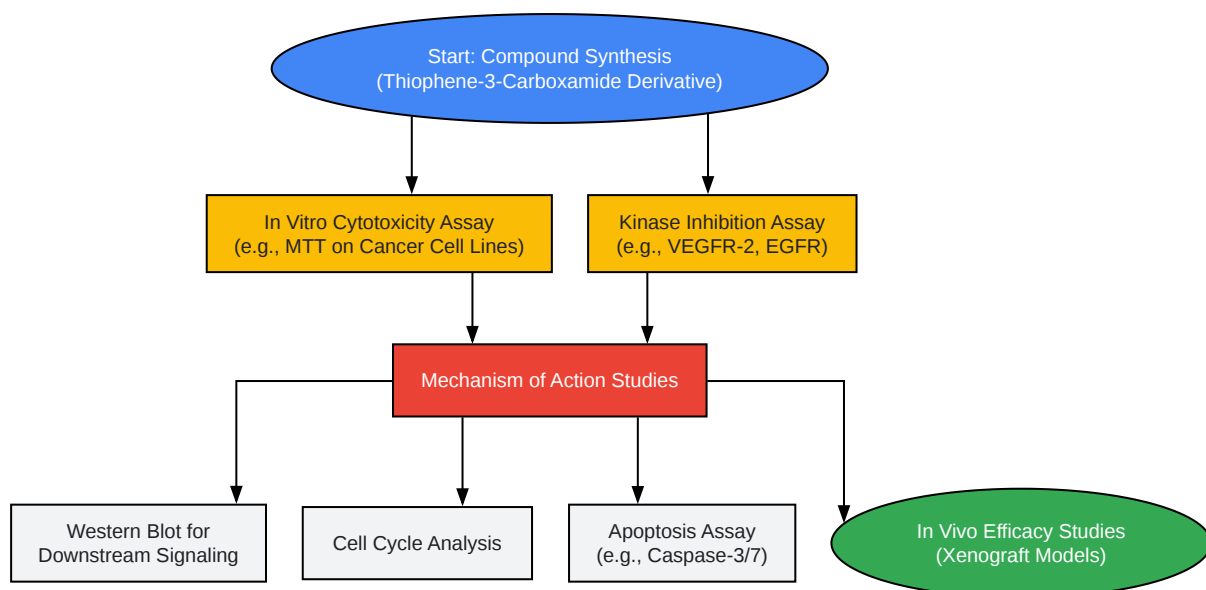 Start: Compound Synthesis
(Thiophene-3-Carboxamide Derivative)
In Vitro Cytotoxicity Assay
(e.g., MTT on Cancer Cell Lines)
Kinase Inhibition Assay
(e.g., VEGFR-2, EGFR)
Mechanism of Action Studies
Western Blot for
Downstream Signaling
Cell Cycle Analysis
Apoptosis Assay
(e.g., Caspase-3/7)
In Vivo Efficacy Studies
(Xenograft Models)